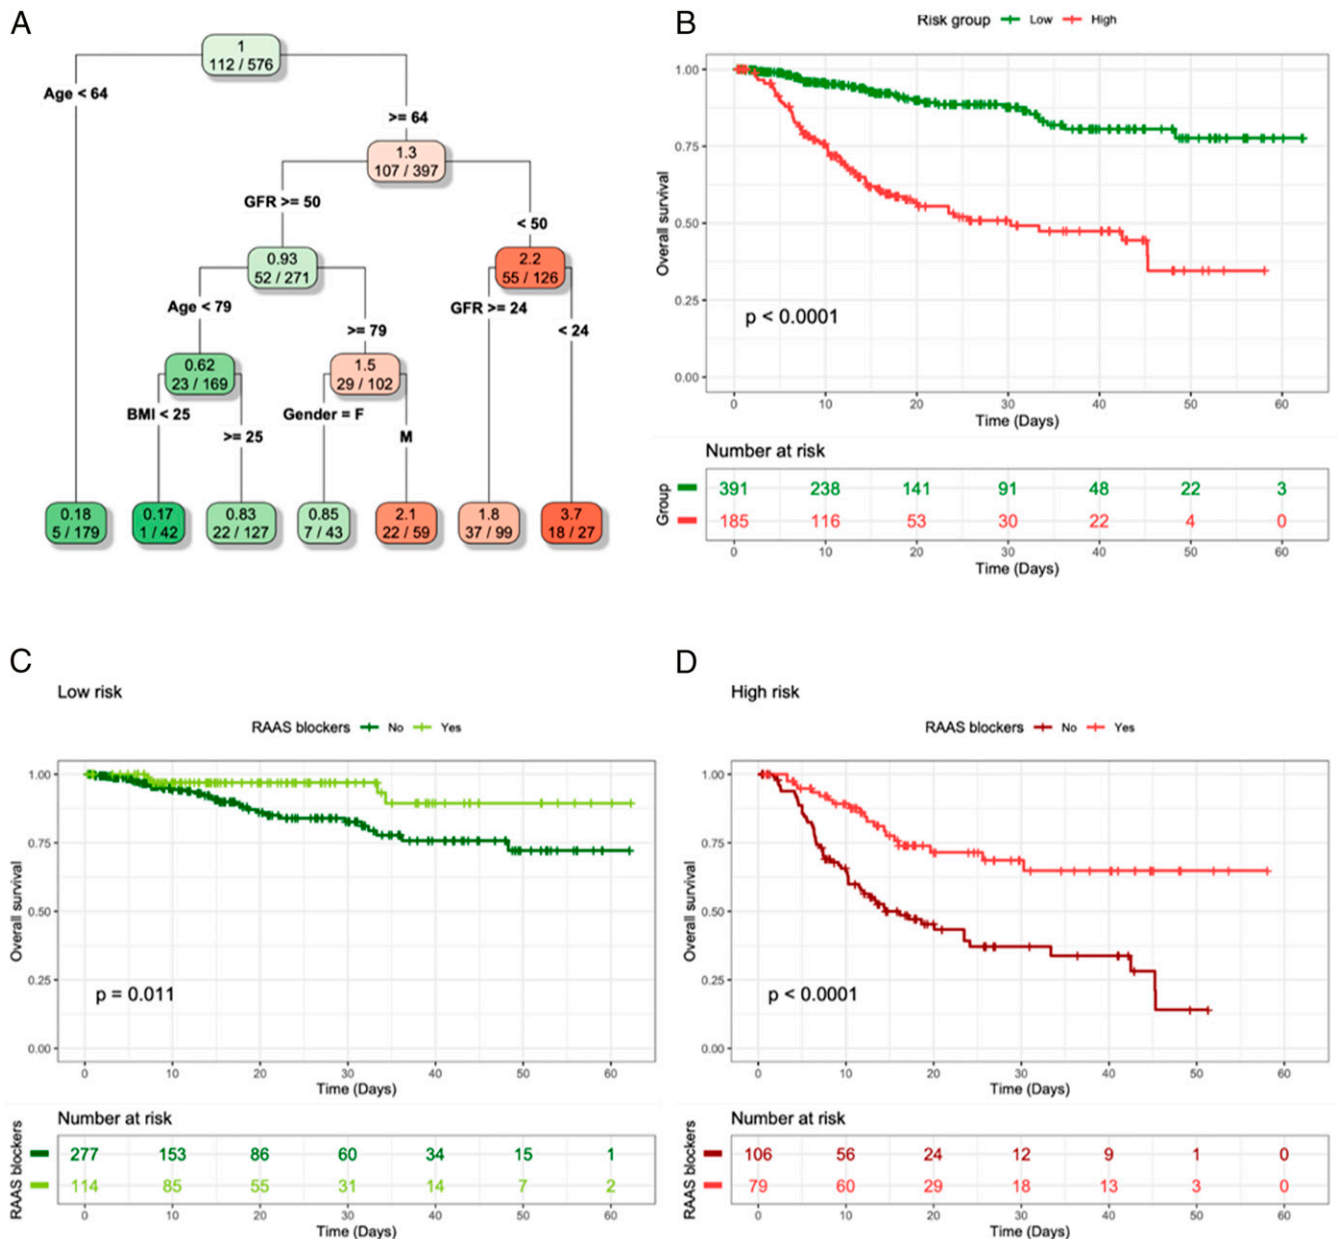 A
1
112 / 576
Age < 64
>= 64
1.3
107 / 397
GFR >= 50
< 50
0.93
52 / 271
2.2
55 / 126
Age < 79
>= 79
GFR >= 24
< 24
0.62
23 / 169
1.5
29 / 102
BMI < 25
>= 25
Gender = F
M
0.18
5 / 179
0.17
1 / 42
0.83
22 / 127
0.85
7 / 43
2.1
22 / 59
1.8
37 / 99
3.7
18 / 27
B
Risk group Low High
Overall survival
1.00
0.75
0.50
0.25
0.00
p < 0.0001
0 10 20 30 40 50 60
Time (Days)
Number at risk
Group
391 238 141 91 48 22 3
185 116 53 30 22 4 0
0 10 20 30 40 50 60
Time (Days)
C
Low risk
RAAS blockers No Yes
Overall survival
1.00
0.75
0.50
0.25
0.00
p = 0.011
0 10 20 30 40 50 60
Time (Days)
Number at risk
RAAS blockers
277 153 86 60 34 15 1
114 85 55 31 14 7 2
0 10 20 30 40 50 60
Time (Days)
D
High risk
RAAS blockers No Yes
Overall survival
1.00
0.75
0.50
0.25
0.00
p < 0.0001
0 10 20 30 40 50 60
Time (Days)
Number at risk
RAAS blockers
106 56 24 12 9 1 0
79 60 29 18 13 3 0
0 10 20 30 40 50 60
Time (Days)